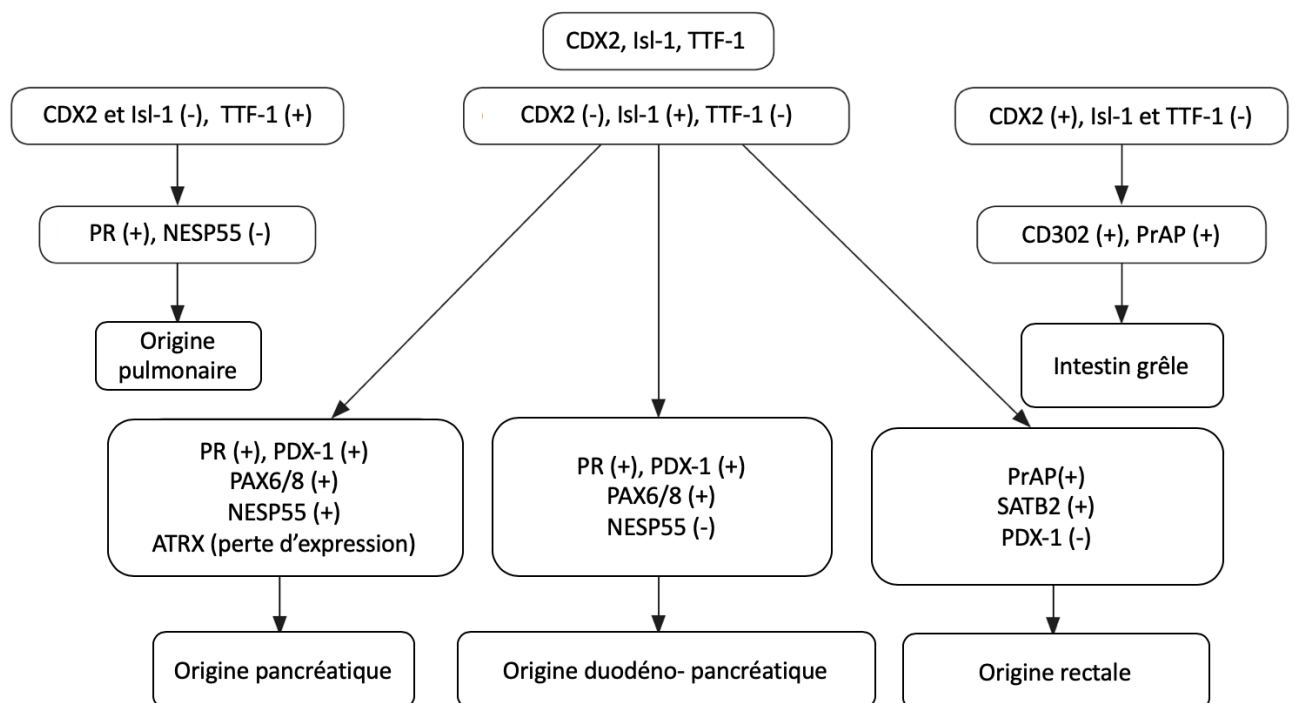 CDX2, Isl-1, TTF-1
CDX2 et Isl-1 (-), TTF-1 (+)
CDX2 (-), Isl-1 (+), TTF-1 (-)
CDX2 (+), Isl-1 et TTF-1 (-)
PR (+), NESP55 (-)
CD302 (+), PrAP (+)
Origine
pulmonaire
Intestin grêle
PR (+), PDX-1 (+)
PAX6/8 (+)
NESP55 (+)
ATRX (perte d’expression)
PR (+), PDX-1 (+)
PAX6/8 (+)
NESP55 (-)
PrAP(+)
SATB2 (+)
PDX-1 (-)
Origine pancréatique
Origine duodéno- pancréatique
Origine rectale